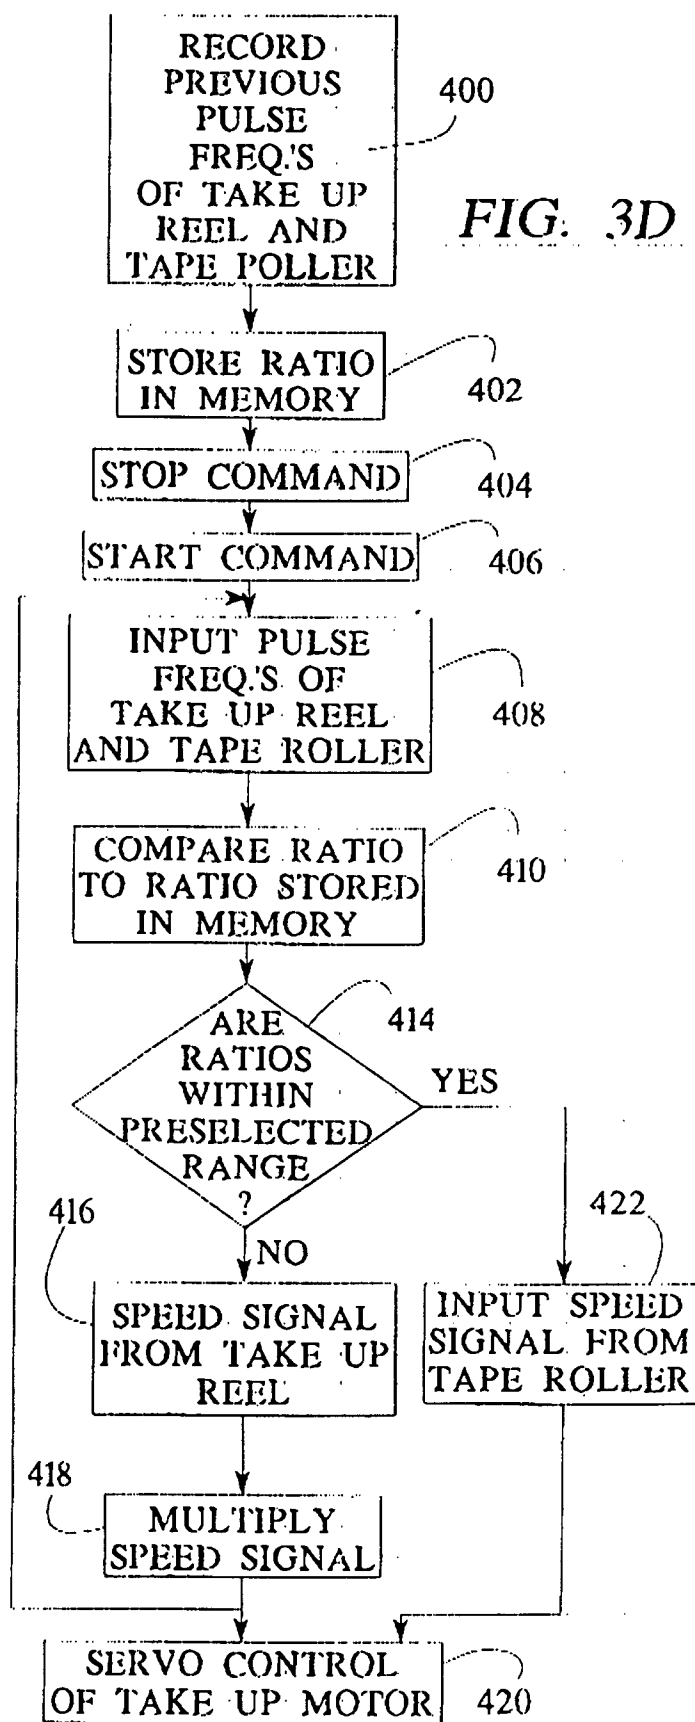 RECORD
PREVIOUS
PULSE
FREQ.'S
OF TAKE UP
REEL AND
TAPE POLLER
400
FIG. 3D
STORE RATIO
IN MEMORY
402
STOP COMMAND
404
START COMMAND
406
INPUT PULSE
FREQ.'S OF
TAKE UP REEL
AND TAPE ROLLER
408
COMPARE RATIO
TO RATIO STORED
IN MEMORY
410
ARE
RATIOS
WITHIN
PRESELECTED
RANGE
?
414
YES
NO
416
SPEED SIGNAL
FROM TAKE UP
REEL
422
INPUT SPEED
SIGNAL FROM
TAPE ROLLER
418
MULTIPLY
SPEED SIGNAL
SERVO CONTROL
OF TAKE UP MOTOR
420